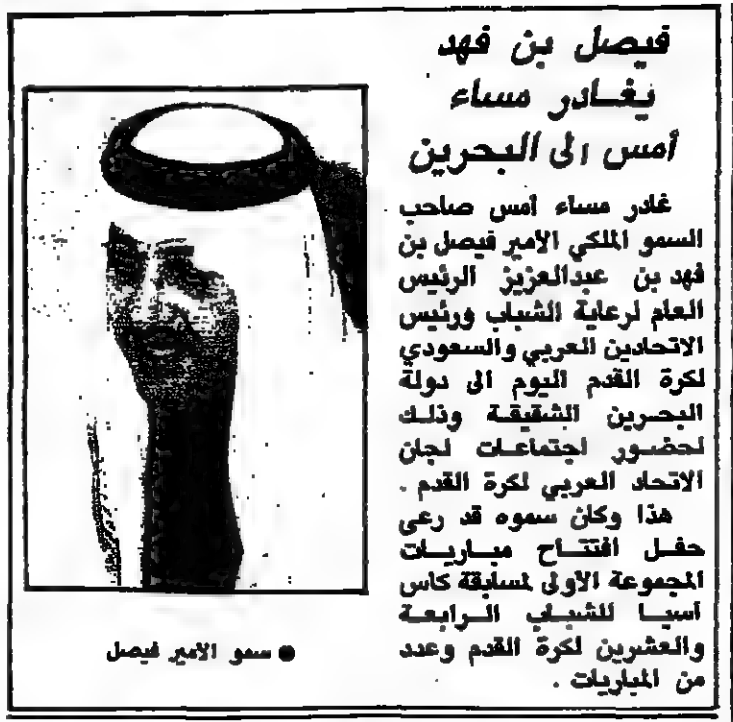 فيصل بن فهد
يغادر مساء
أمس الى البحرين
غادر مساء امس صاحب
السمو الملكي الامير فيصل بن
فهد بن عبدالعزيز الرئيس
العام لرعاية الشباب ورئيس
الاتحادين العربي والسعودي
لكرة القدم اليوم الى دولة
البحرين الشقيقة وذلك
لحضور اجتماعات لجان
الاتحاد العربي لكرة القدم .
هذا وكان سموه قد رعى
حفل افتتاح مباريات
المجموعة الأولى لمسابقة كاس
آسيا للشباب الرابعة
والعشرين لكرة القدم وعدد
من المباريات .
● سمو الامير فيصل